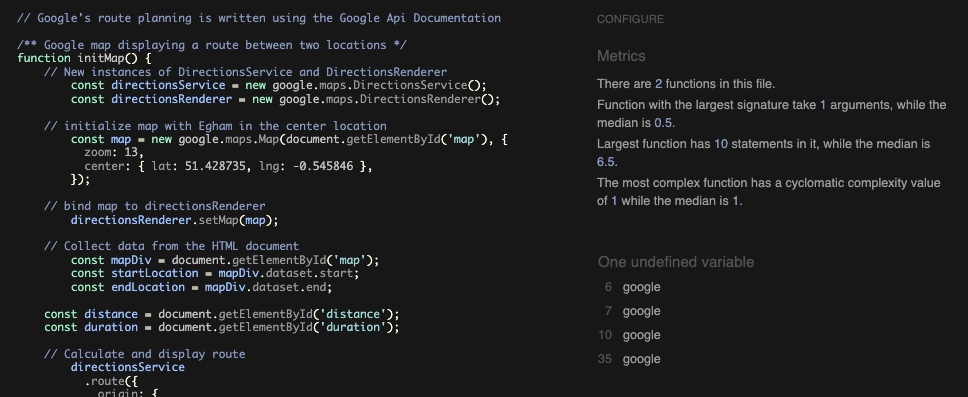 // Google's route planning is written using the Google Api Documentation
/** Google map displaying a route between two locations */
function initMap() {
// New instances of DirectionsService and DirectionsRenderer
const directionsService = new google.maps.DirectionsService();
const directionsRenderer = new google.maps.DirectionsRenderer();
// initialize map with Egham in the center location
const map = new google.maps.Map(document.getElementById('map'), {
zoom: 13,
center: { lat: 51.428735, lng: -0.545846 },
});
// bind map to directionsRenderer
directionsRenderer.setMap(map);
// Collect data from the HTML document
const mapDiv = document.getElementById('map');
const startLocation = mapDiv.dataset.start;
const endLocation = mapDiv.dataset.end;
const distance = document.getElementById('distance');
const duration = document.getElementById('duration');
// Calculate and display route
directionsService
.route({
origin: {
CONFIGURE
Metrics
There are 2 functions in this file.
Function with the largest signature take 1 arguments, while the
median is 0.5.
Largest function has 10 statements in it, while the median is
6.5.
The most complex function has a cyclomatic complexity value
of 1 while the median is 1.
One undefined variable
6 google
7 google
10 google
35 google